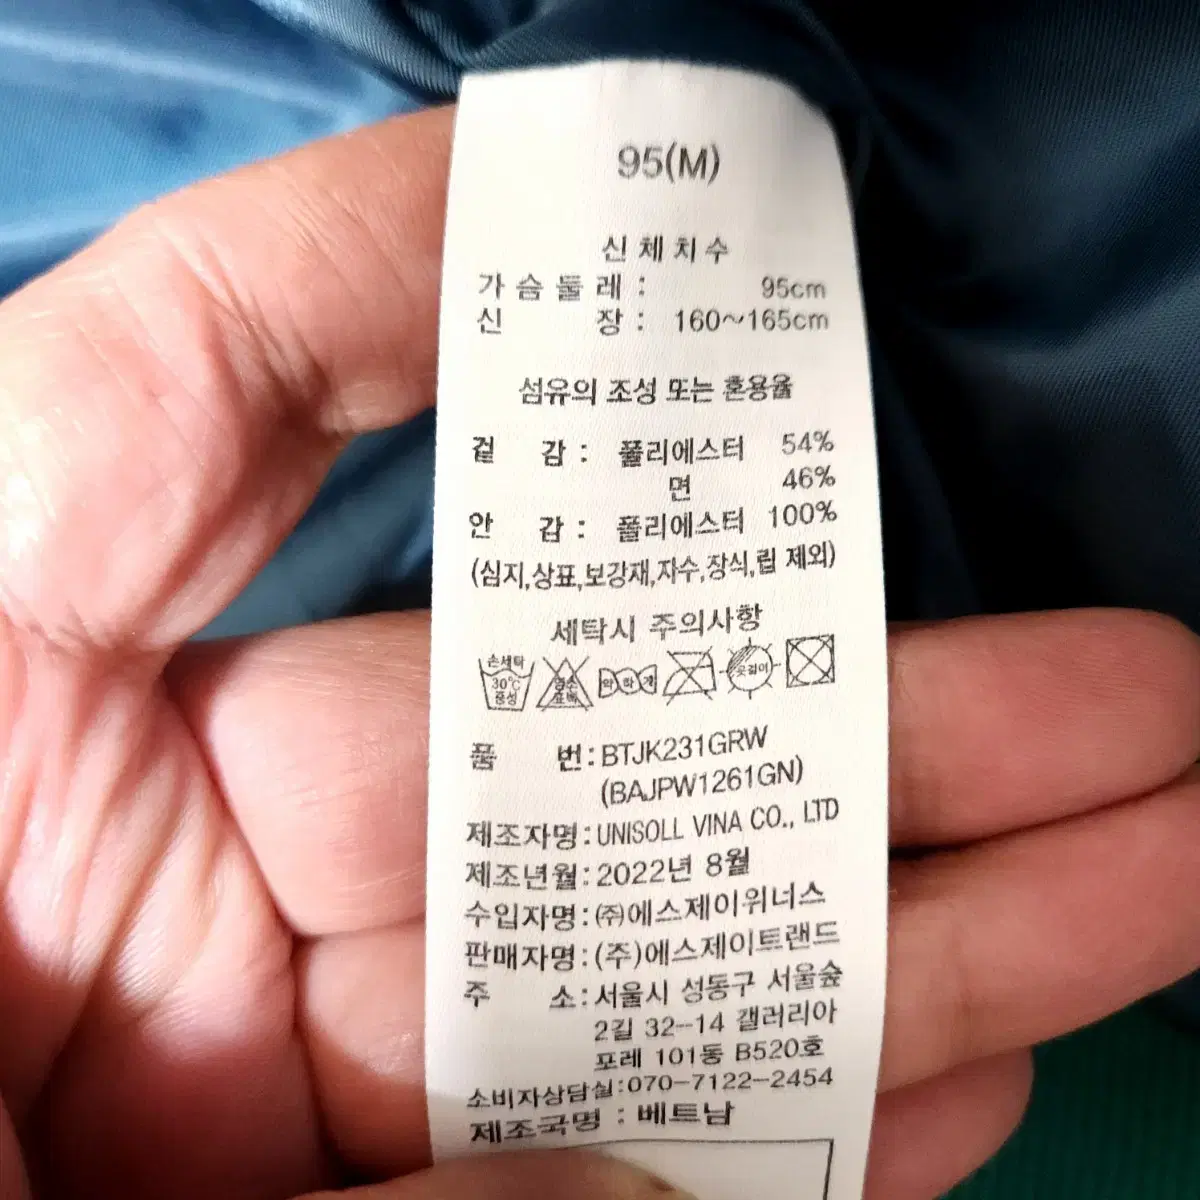 95(M)
신체치수
가슴둘레 : 95cm
신 장 : 160~165cm
섬유의 조성 또는 혼용율
겉 감 : 폴리에스터 54%
면 46%
안 감 : 폴리에스터 100%
(심지,상표,보강재,자수,장식,립 제외)
세탁시 주의사항
손세탁
30℃
중성
염소
표백
약하게
옷걸이
품 번:BTJK231GRW
(BAJPW1261GN)
제조자명:UNISOLL VINA CO., LTD
제조년월:2022년 8월
수입자명:(주)에스제이위너스
판매자명:(주)에스제이트랜드
주 소:서울시 성동구 서울숲
2길 32-14 갤러리아
포레 101동 B520호
소비자상담실:070-7122-2454
제조국명 : 베트남